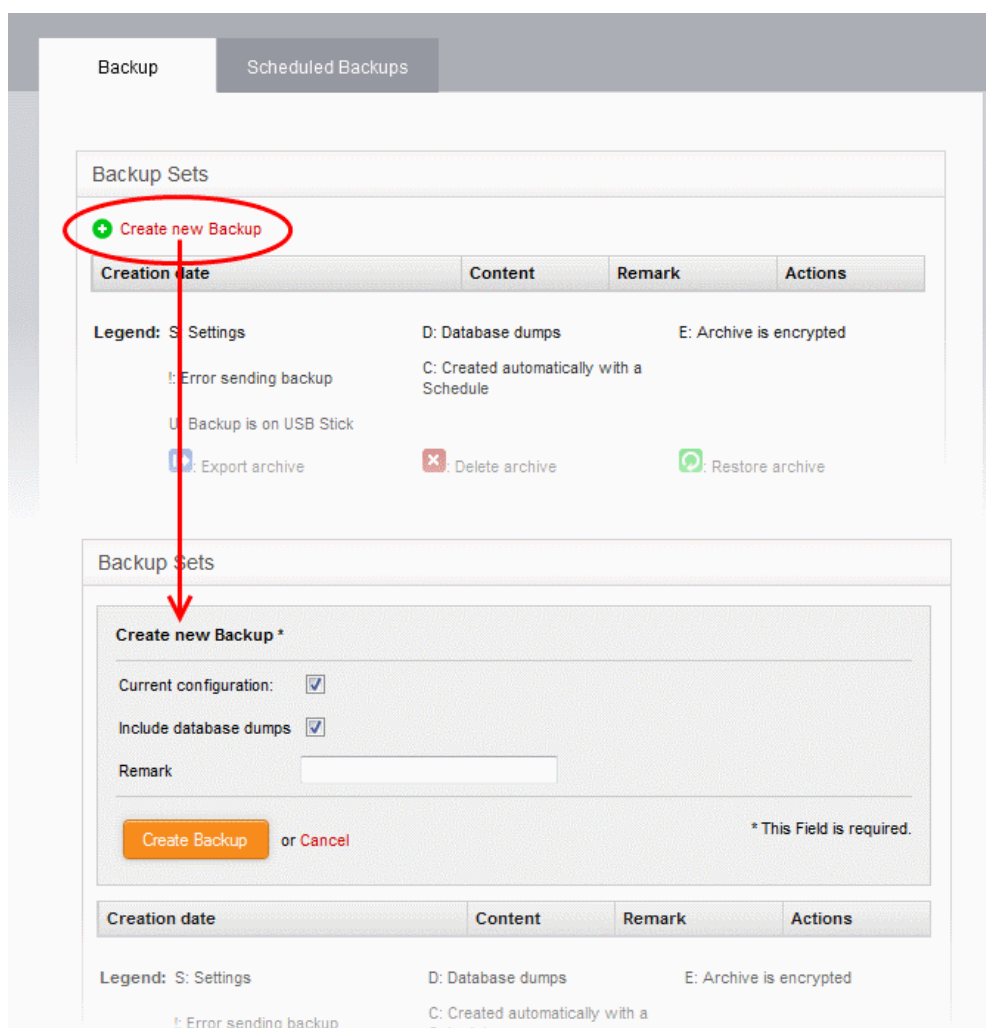 Backup Scheduled Backups
Backup Sets
Create new Backup
Creation date Content Remark Actions
Legend: S: Settings D: Database dumps E: Archive is encrypted
!: Error sending backup C: Created automatically with a
Schedule
U: Backup is on USB Stick
: Export archive : Delete archive : Restore archive
Backup Sets
Create new Backup *
Current configuration:
Include database dumps
Remark
Create Backup or Cancel * This Field is required.
Creation date Content Remark Actions
Legend: S: Settings D: Database dumps E: Archive is encrypted
!: Error sending backup C: Created automatically with a